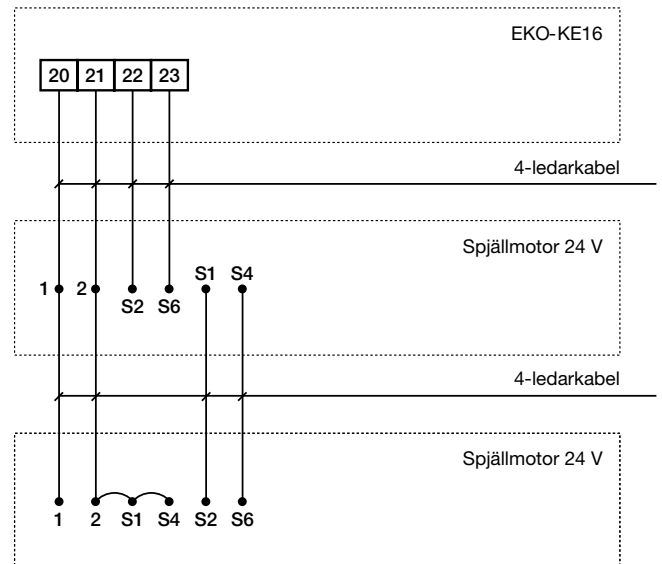 EKO-KE16
20 21 22 23
4-ledarkabel
Spjällmotor 24 V
S1 S4
1 2 S2 S6
4-ledarkabel
Spjällmotor 24 V
1 2 S1 S4 S2 S6